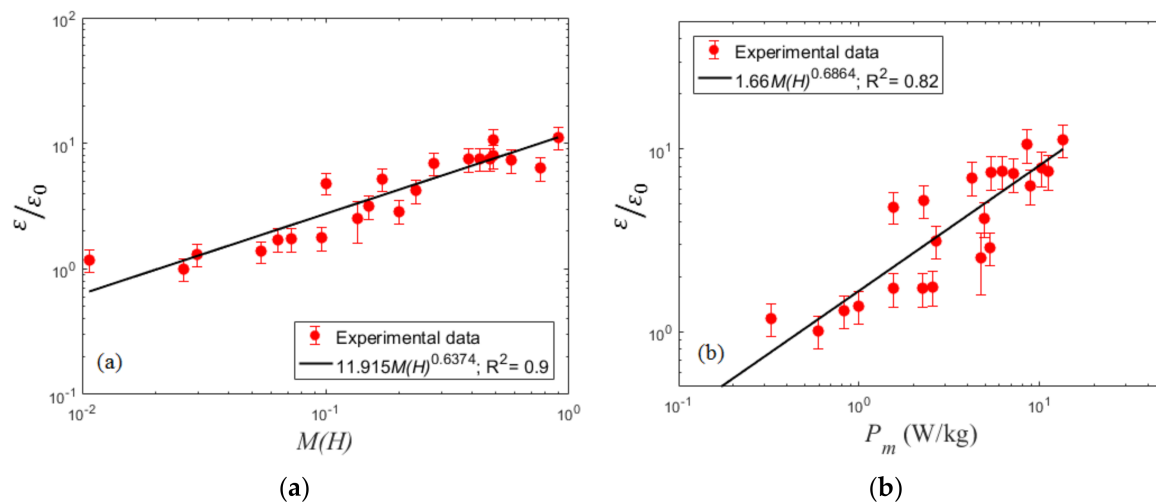 10^2
10^1
10^0
10^-1
ε/ε0
Experimental data
11.915M(H)^0.6374; R^2 = 0.9
(a)
10^-2
10^-1
10^0
M(H)
(a)
Experimental data
1.66M(H)^0.6864; R^2 = 0.82
10^1
10^0
ε/ε0
(b)
10^-1
10^0
10^1
P_m (W/kg)
(b)